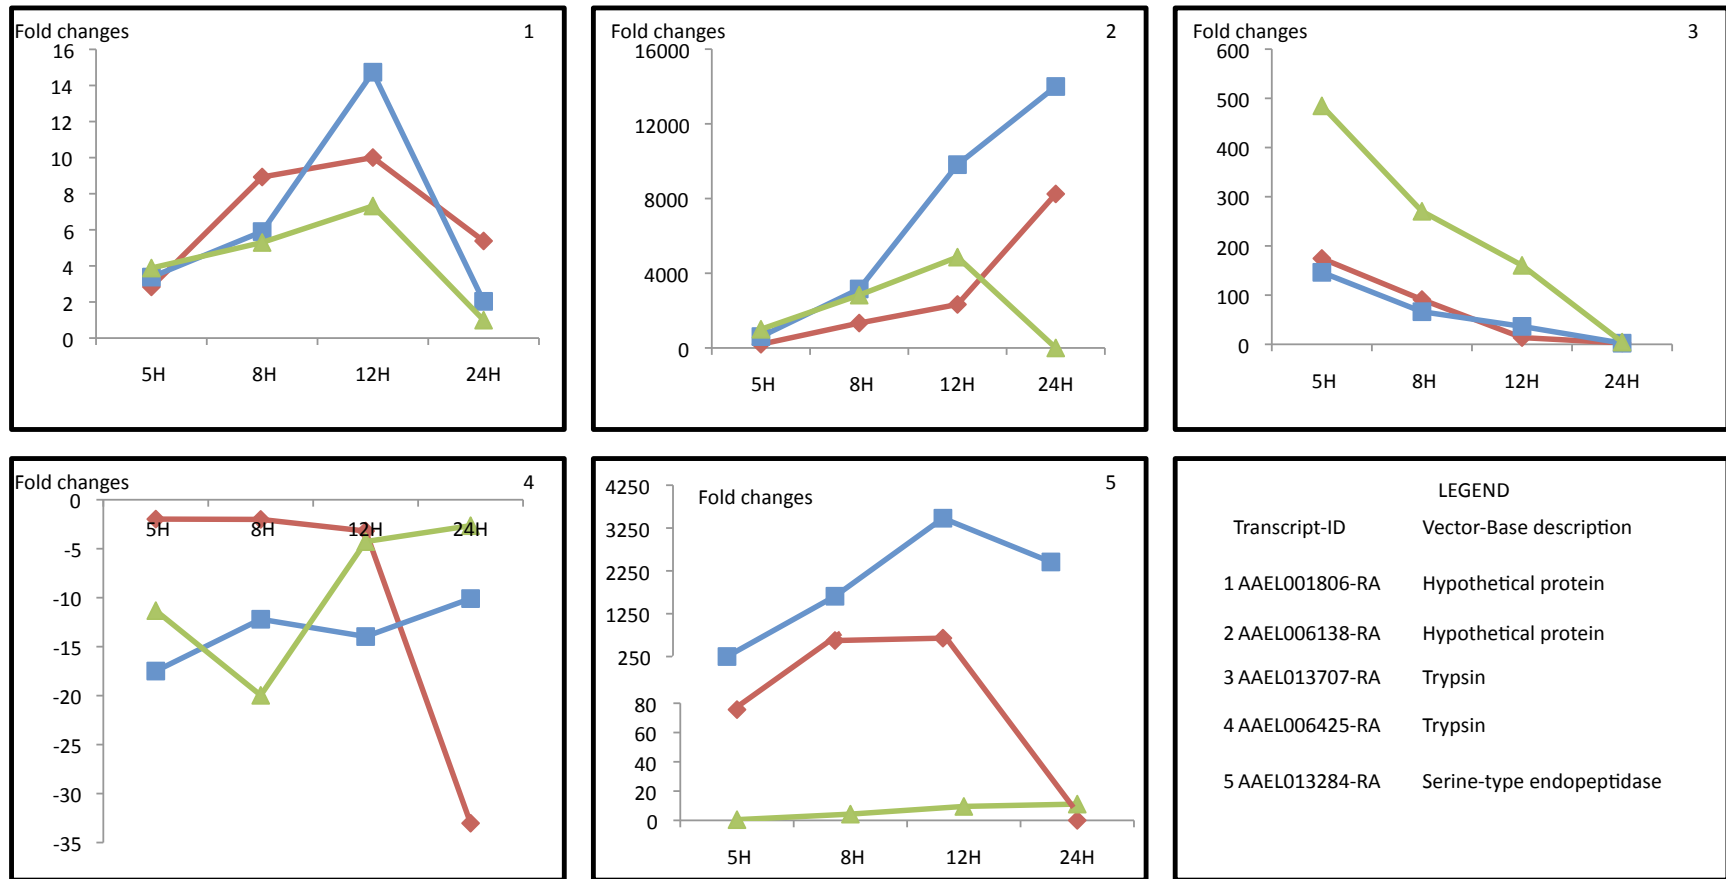 Fold changes 1
16
14
12
10
8
6
4
2
0
5H 8H 12H 24H
Fold changes 2
16000
12000
8000
4000
0
5H 8H 12H 24H
Fold changes 3
600
500
400
300
200
100
0
5H 8H 12H 24H
Fold changes 4
0
5H 8H 12H 24H
-5
-10
-15
-20
-25
-30
-35
Fold changes 5
4250
3250
2250
1250
250
80
60
40
20
0
5H 8H 12H 24H
LEGEND
Transcript-ID Vector-Base description
1 AAEL001806-RA Hypothetical protein
2 AAEL006138-RA Hypothetical protein
3 AAEL013707-RA Trypsin
4 AAEL006425-RA Trypsin
5 AAEL013284-RA Serine-type endopeptidase